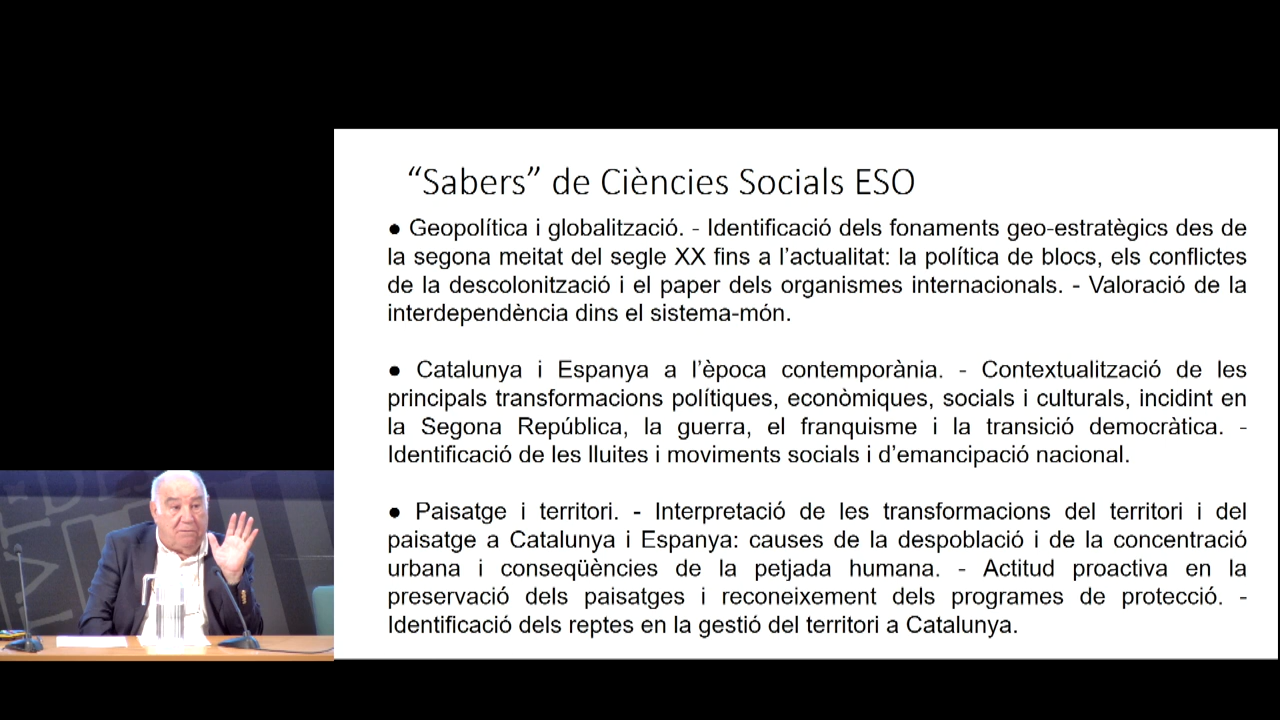 “Sabers” de Ciències Socials ESO
● Geopolítica i globalització. - Identificació dels fonaments geo-estratègics des de
la segona meitat del segle XX fins a l’actualitat: la política de blocs, els conflictes
de la descolonització i el paper dels organismes internacionals. - Valoració de la
interdependència dins el sistema-món.
● Catalunya i Espanya a l’època contemporània. - Contextualització de les
principals transformacions polítiques, econòmiques, socials i culturals, incidint en
la Segona República, la guerra, el franquisme i la transició democràtica. -
Identificació de les lluites i moviments socials i d’emancipació nacional.
● Paisatge i territori. - Interpretació de les transformacions del territori i del
paisatge a Catalunya i Espanya: causes de la despoblació i de la concentració
urbana i conseqüències de la petjada humana. - Actitud proactiva en la
preservació dels paisatges i reconeixement dels programes de protecció. -
Identificació dels reptes en la gestió del territori a Catalunya.